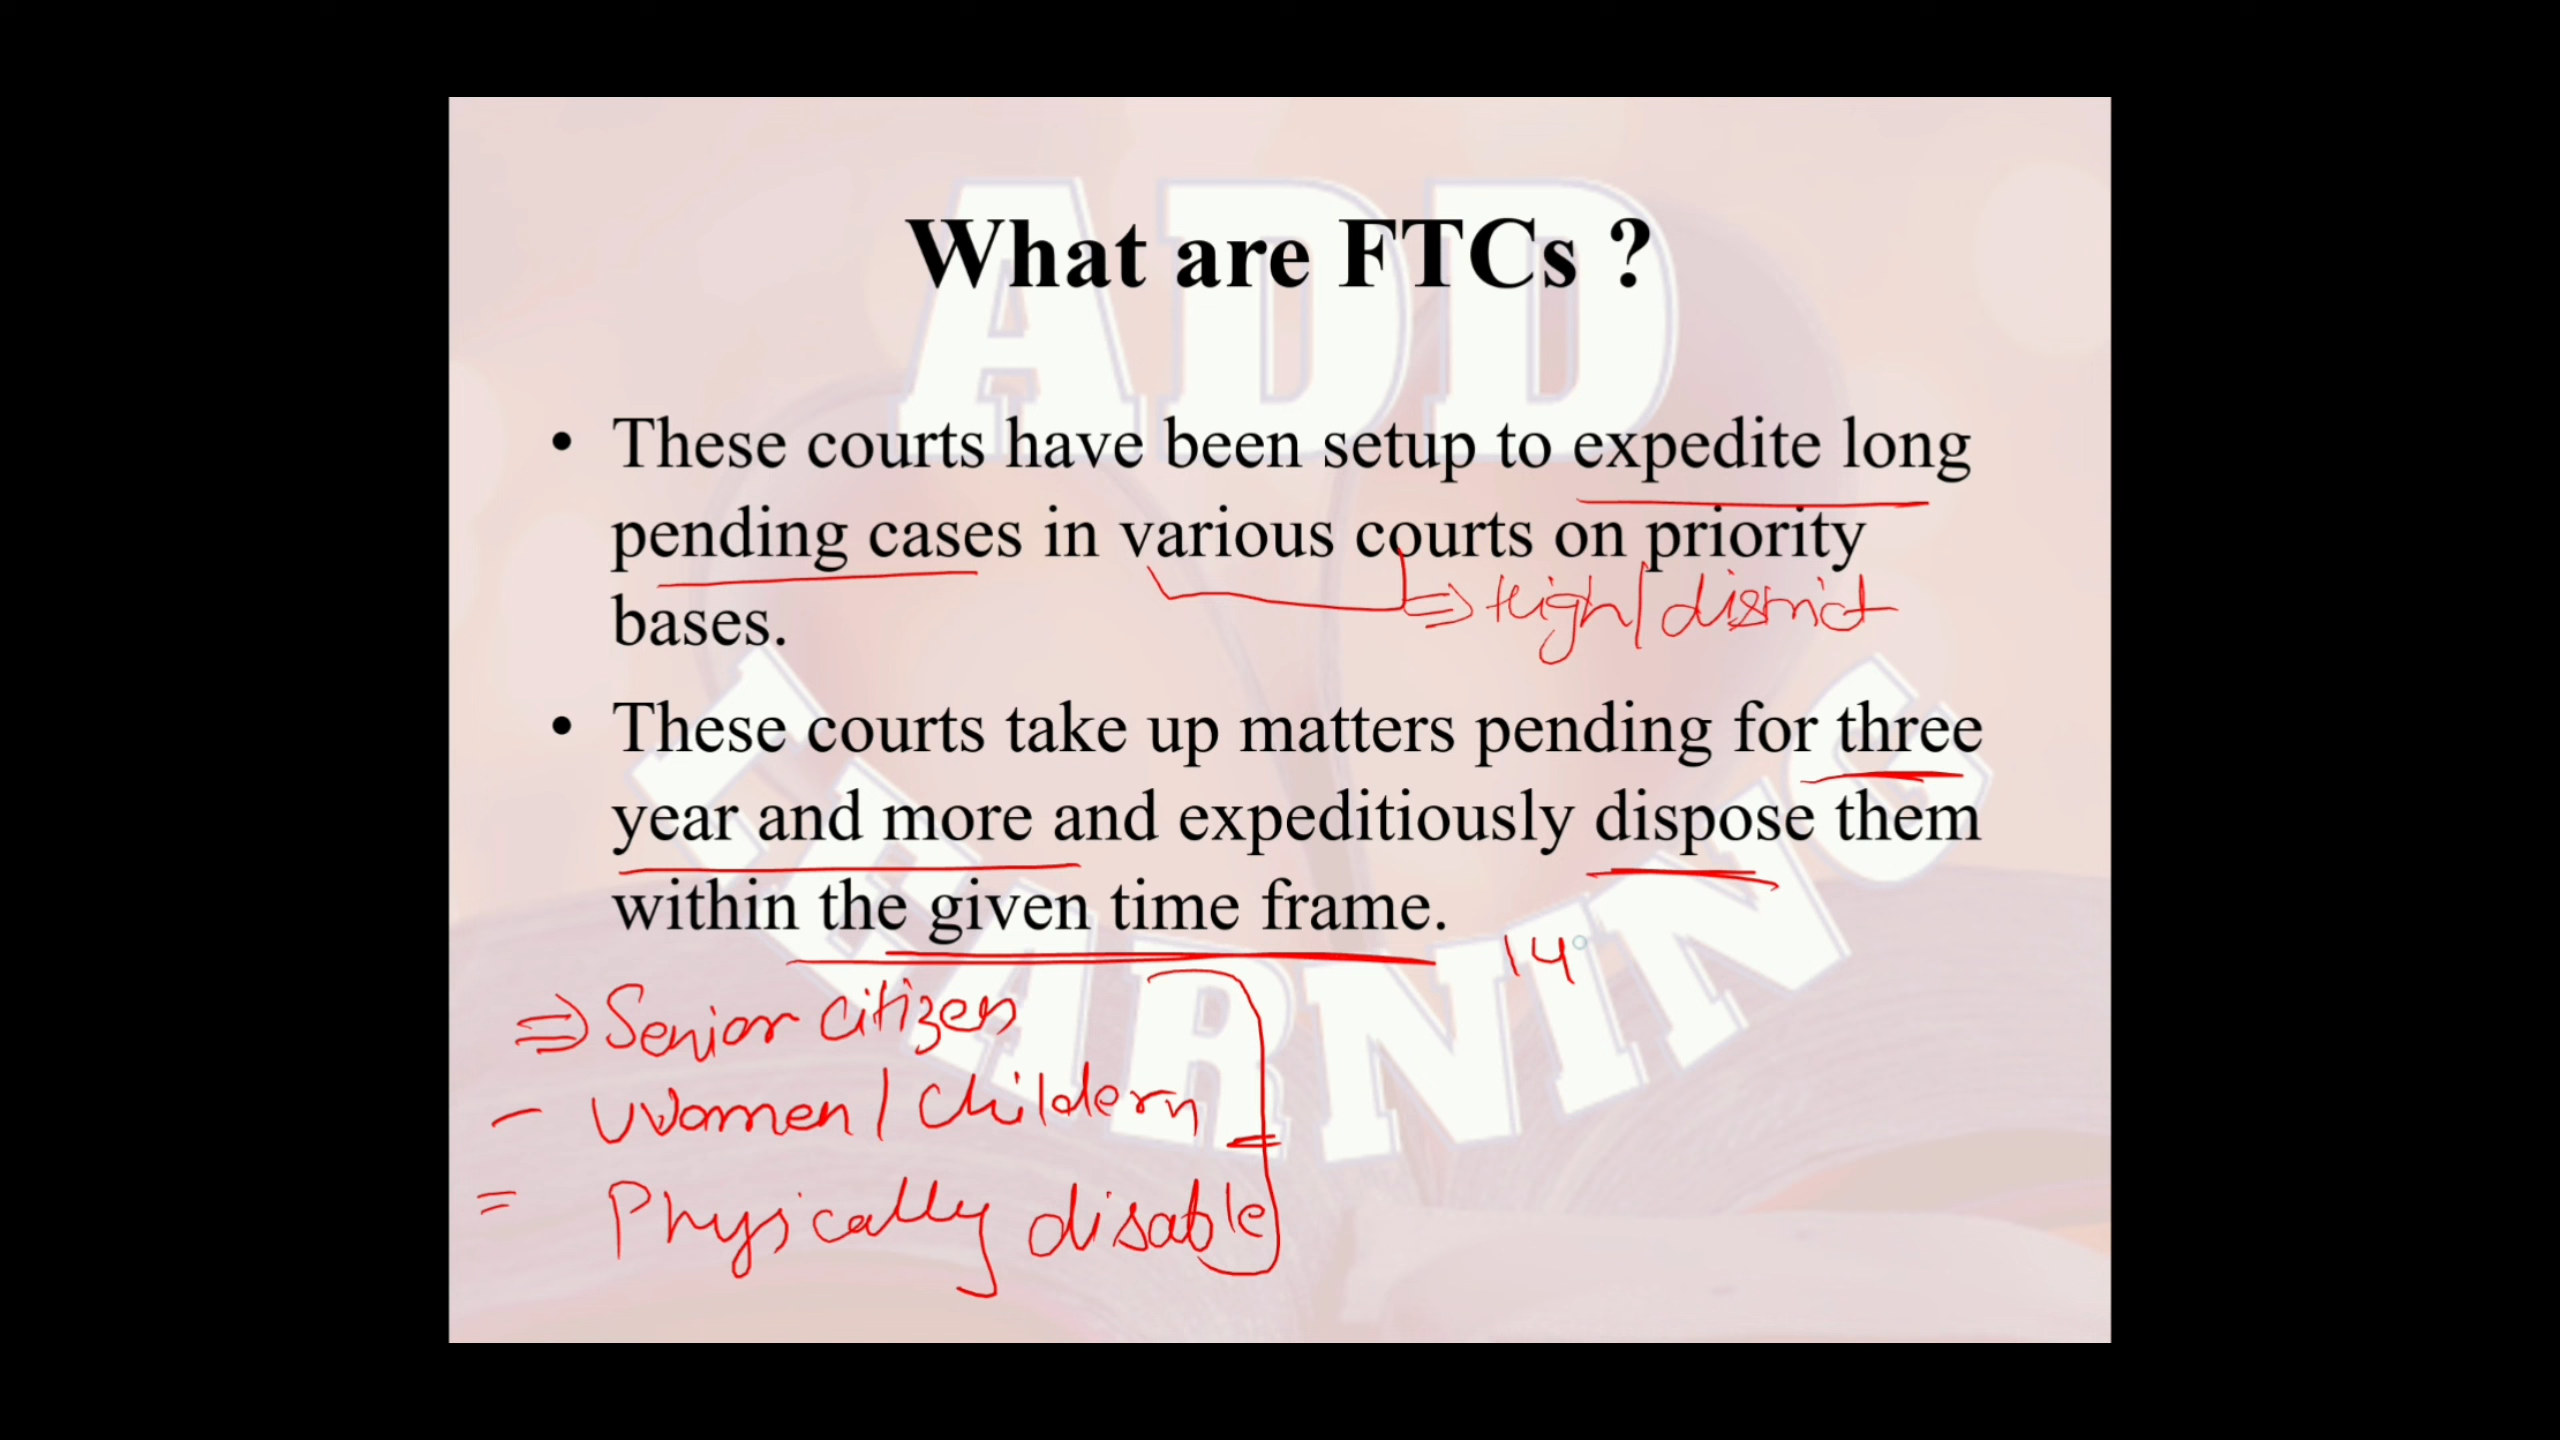 What are FTCs ?
• These courts have been setup to expedite long
pending cases in various courts on priority
⇒ High/district
bases.
• These courts take up matters pending for three
year and more and expeditiously dispose them
within the given time frame.
14
⇒ Senior citizen
– Women / Childern
= Physically disable
ADD
LEARNING